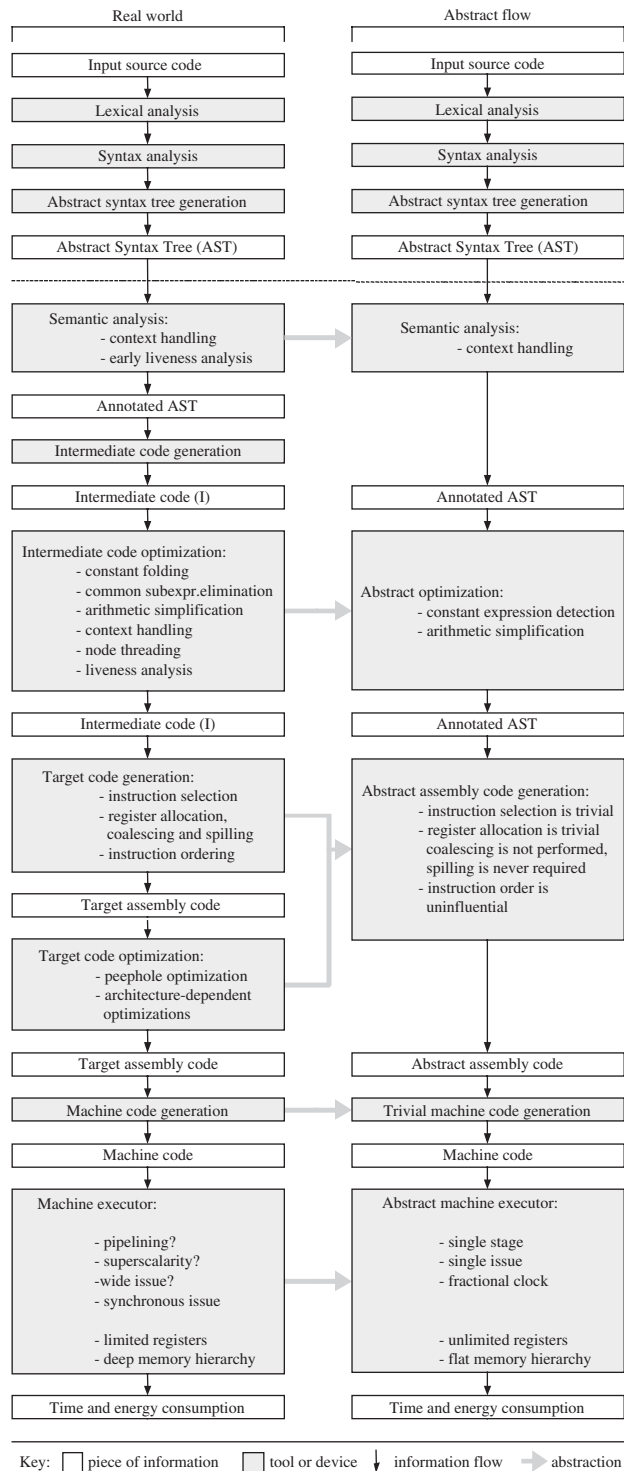 Real world
Input source code
Lexical analysis
Syntax analysis
Abstract syntax tree generation
Abstract Syntax Tree (AST)
Semantic analysis:
- context handling
- early liveness analysis
Annotated AST
Intermediate code generation
Intermediate code (I)
Intermediate code optimization:
- constant folding
- common subexpr.elimination
- arithmetic simplification
- context handling
- node threading
- liveness analysis
Intermediate code (I)
Target code generation:
- instruction selection
- register allocation,
coalescing and spilling
- instruction ordering
Target assembly code
Target code optimization:
- peephole optimization
- architecture-dependent
optimizations
Target assembly code
Machine code generation
Machine code
Machine executor:
- pipelining?
- superscalarity?
-wide issue?
- synchronous issue
- limited registers
- deep memory hierarchy
Time and energy consumption
Abstract flow
Input source code
Lexical analysis
Syntax analysis
Abstract syntax tree generation
Abstract Syntax Tree (AST)
Semantic analysis:
- context handling
Annotated AST
Abstract optimization:
- constant expression detection
- arithmetic simplification
Annotated AST
Abstract assembly code generation:
- instruction selection is trivial
- register allocation is trivial
coalescing is not performed,
spilling is never required
- instruction order is
uninfluential
Abstract assembly code
Trivial machine code generation
Machine code
Abstract machine executor:
- single stage
- single issue
- fractional clock
- unlimited registers
- flat memory hierarchy
Time and energy consumption
Key: piece of information tool or device information flow abstraction